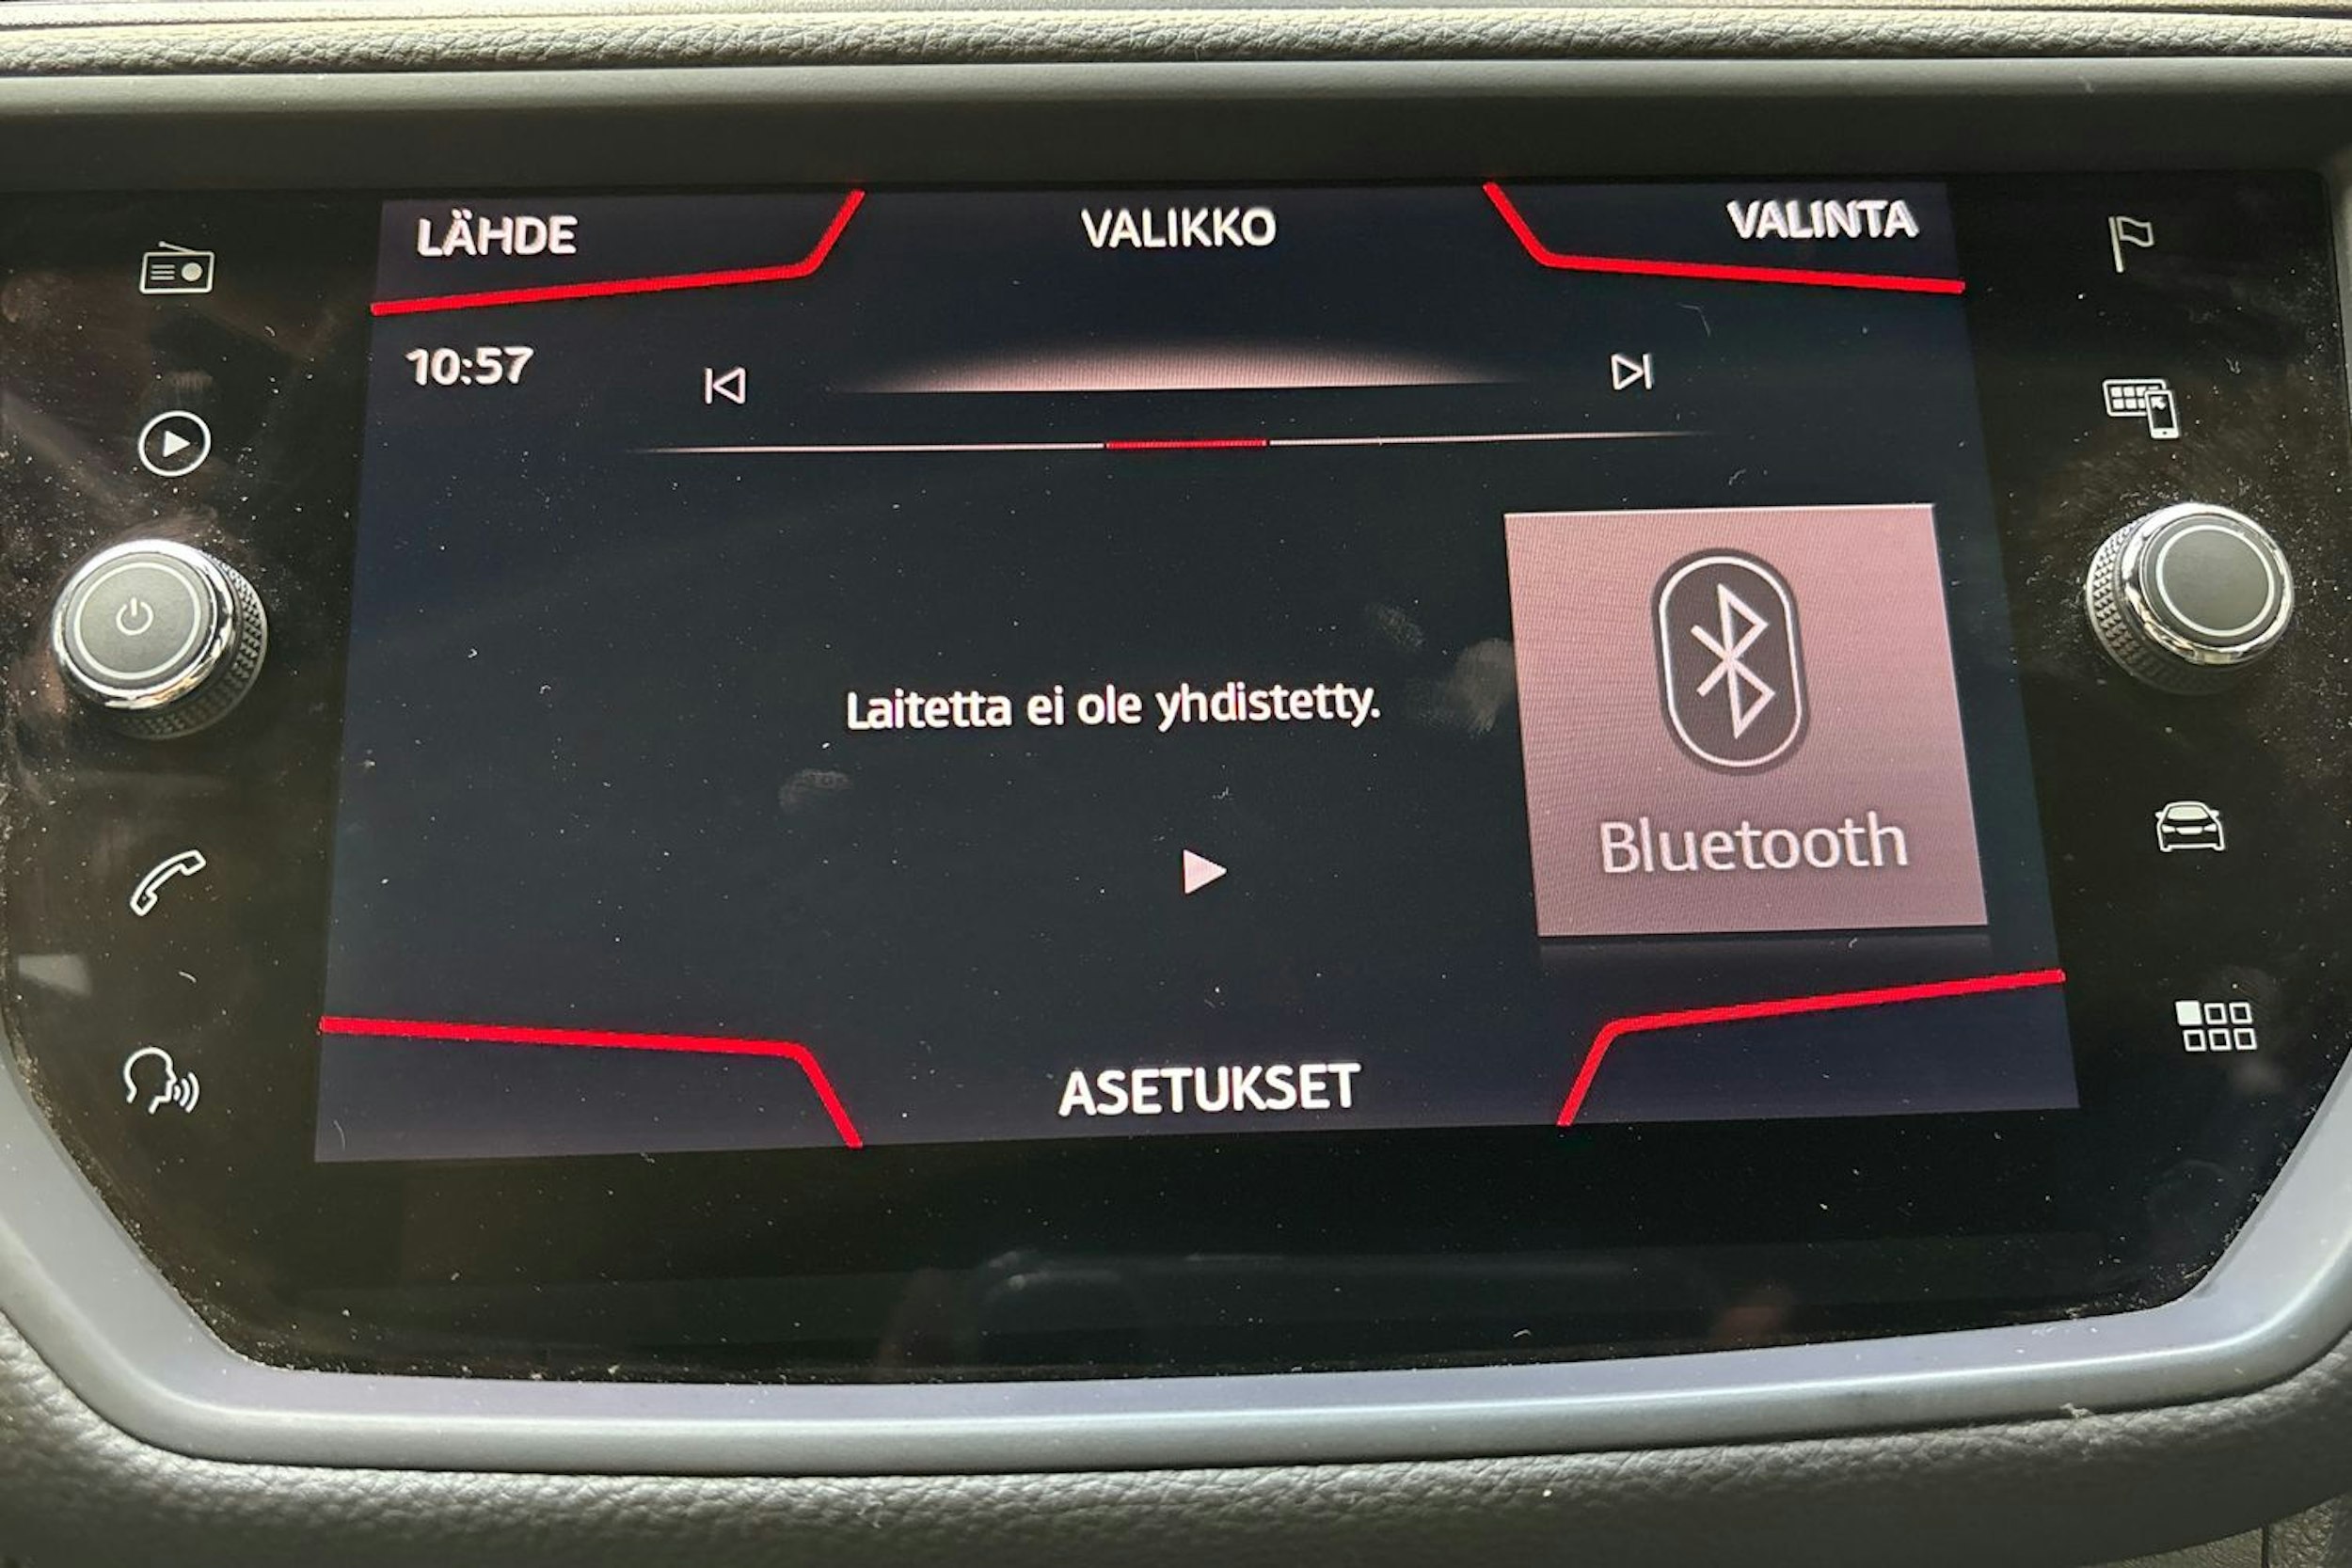 LÄHDE
VALIKKO
VALINTA
10:57
Laitetta ei ole yhdistetty.
Bluetooth
ASETUKSET